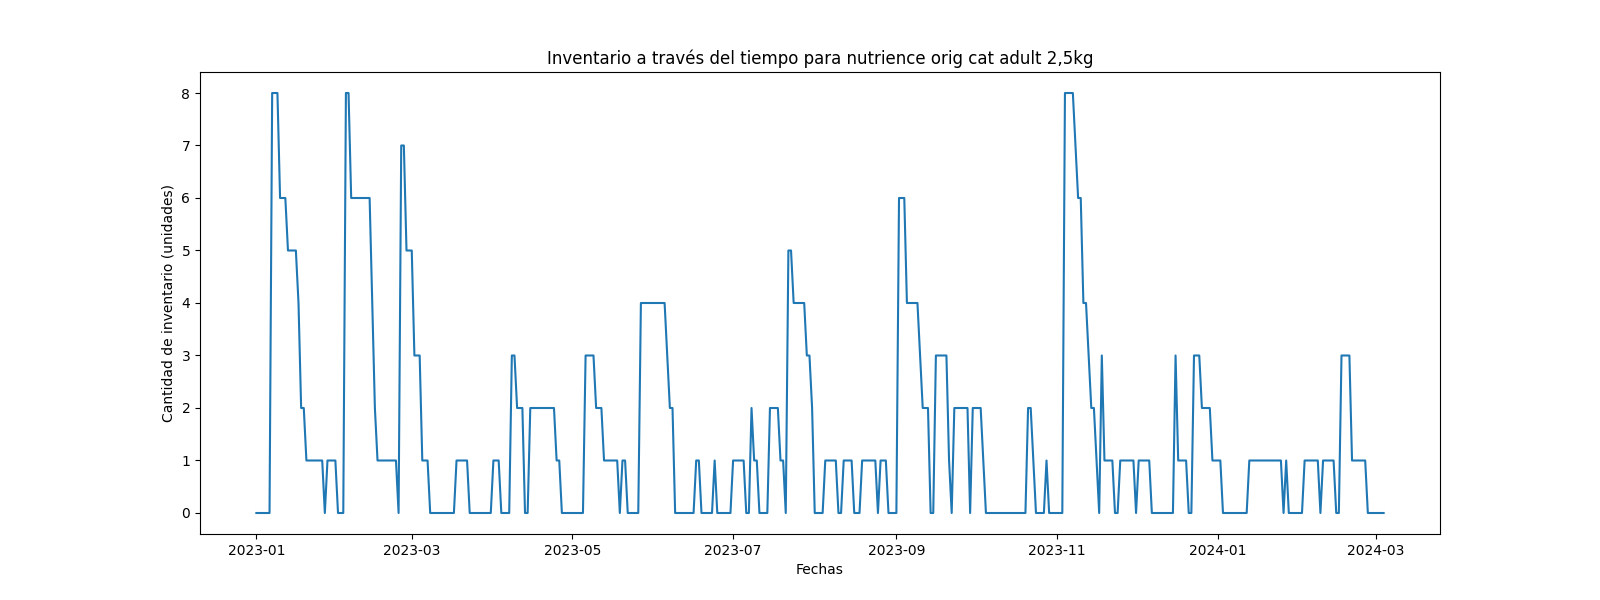 Inventario a través del tiempo para nutrience orig cat adult 2,5kg
Cantidad de inventario (unidades)
8
7
6
5
4
3
2
1
0
2023-01 2023-03 2023-05 2023-07 2023-09 2023-11 2024-01 2024-03
Fechas